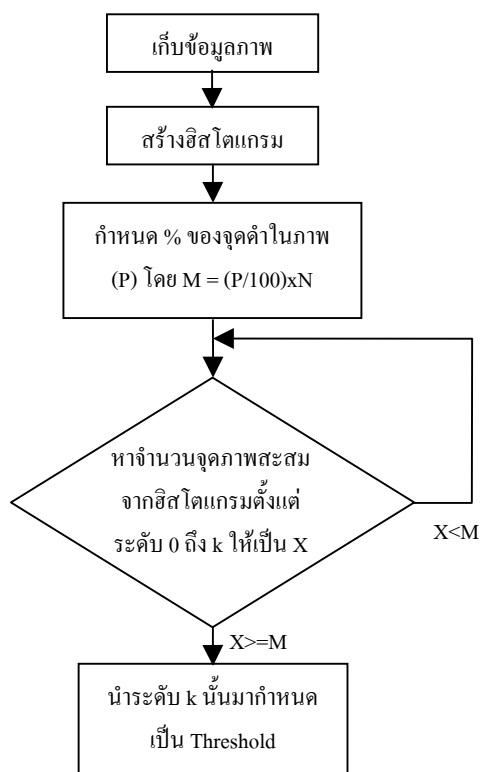 เก็บข้อมูลภาพ
สร้างฮิสโตแกรม
กำหนด % ของจุดดำในภาพ
(P) โดย M = (P/100)xN
หาจำนวนจุดภาพสะสม
จากฮิสโตแกรมตั้งแต่
ระดับ 0 ถึง k ให้เป็น X
X<M
X>=M
นำระดับ k นั้นมากำหนด
เป็น Threshold